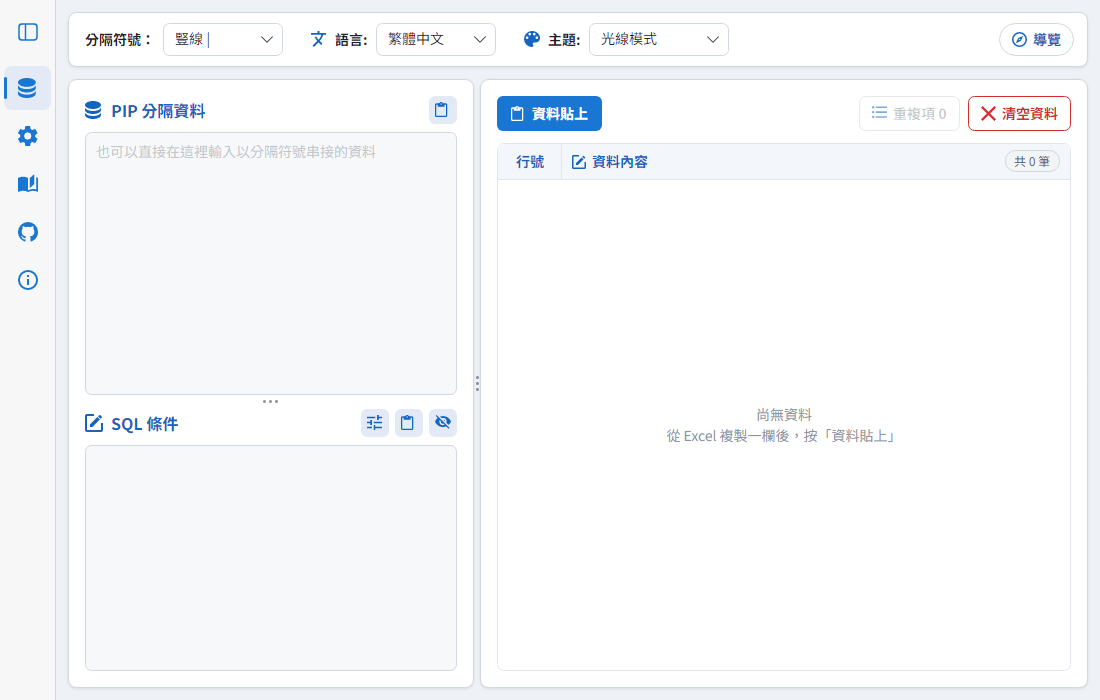 分隔符號： 豎線 | 語言: 繁體中文 主題: 光線模式 導覽
PIP 分隔資料
也可以直接在這裡輸入以分隔符號串接的資料
SQL 條件
資料貼上 重複項 0 清空資料
行號 資料內容 共 0 筆
尚無資料
從 Excel 複製一欄後，按「資料貼上」